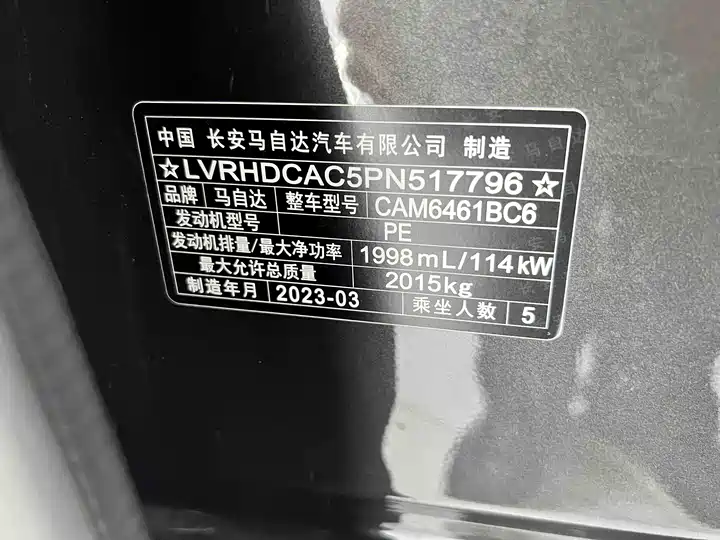 中国 长安马自达汽车有限公司 制造
☆LVRHDCAC5PN517796☆
品牌 马自达 整车型号 CAM6461BC6
发动机型号 PE
发动机排量/最大净功率 1998mL/114kW
最大允许总质量 2015kg
制造年月 2023-03 乘坐人数 5